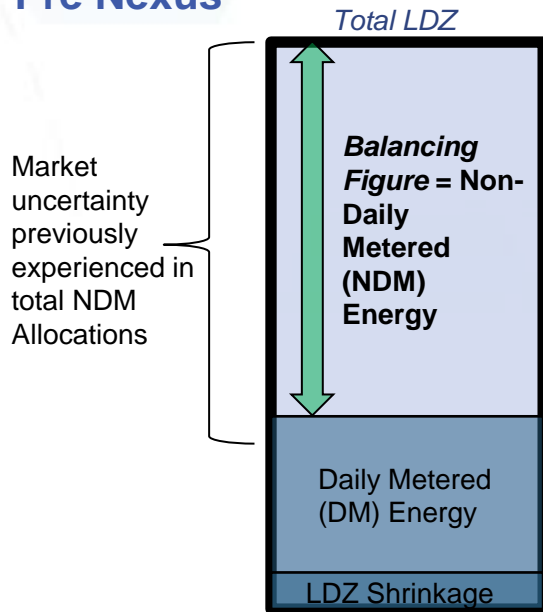 Pre Nexus
Total LDZ
Market
uncertainty
previously
experienced in
total NDM
Allocations
Balancing
Figure = Non-
Daily
Metered
(NDM)
Energy
Daily Metered
(DM) Energy
LDZ Shrinkage